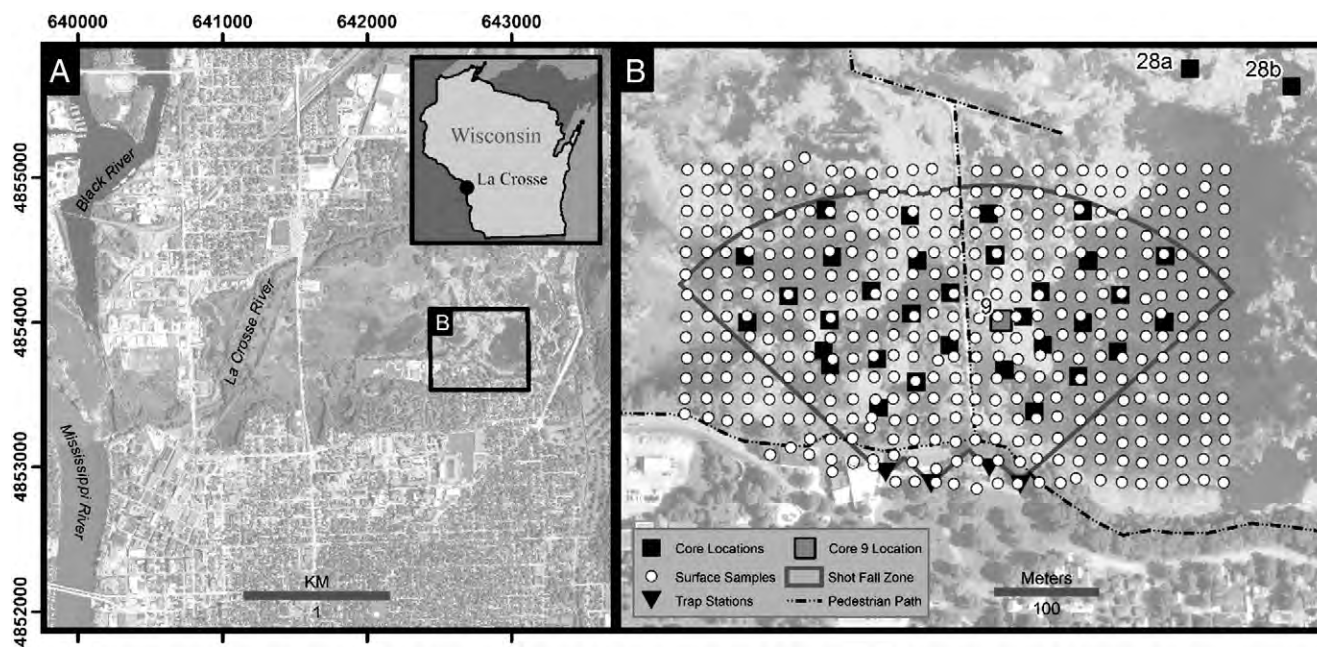 640000 641000 642000 643000
A
Wisconsin
La Crosse
Black River
La Crosse River
Mississippi River
B
KM
1
4855000
4854000
4853000
4852000
B
28a
28b
9
Core Locations
Core 9 Location
Surface Samples
Shot Fall Zone
Trap Stations
Pedestrian Path
Meters
100